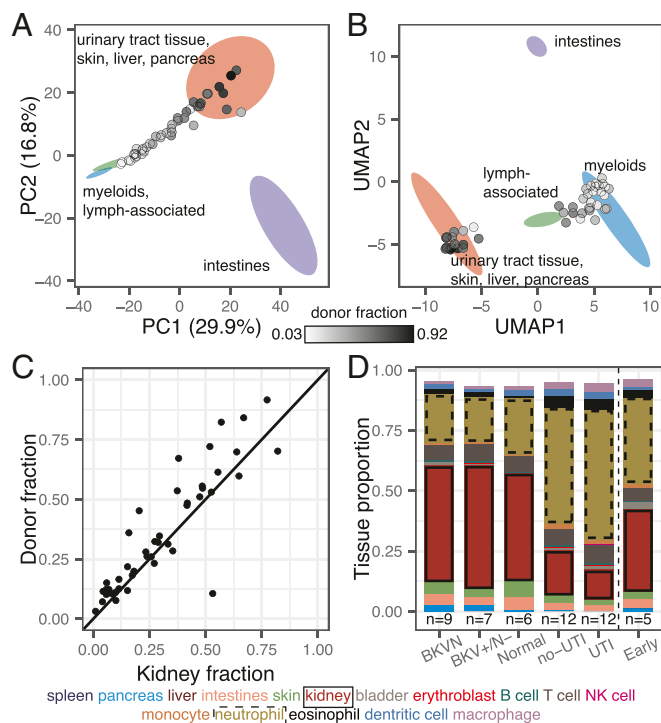 A
B
40
20
0
−20
−40
PC2 (16.8%)
urinary tract tissue,
skin, liver, pancreas
myeloids,
lymph-associated
intestines
−40
−20
0
20
40
60
PC1 (29.9%)
10
5
0
−5
UMAP2
intestines
lymph-
associated
myeloids
urinary tract tissue,
skin, liver, pancreas
−10
−5
0
5
10
UMAP1
donor fraction
0.03
0.92
C
D
1.00
0.75
0.50
0.25
0.00
Donor fraction
0.00
0.25
0.50
0.75
1.00
Kidney fraction
1.00
0.50
0.00
Tissue proportion
n=9
n=7
n=6
n=12
n=12
n=5
BKVN
BKV+/N−
Normal
no−UTI
UTI
Early
spleen pancreas liver intestines skin kidney bladder erythroblast B cell T cell NK cell
monocyte neutrophil eosinophil dentritic cell macrophage